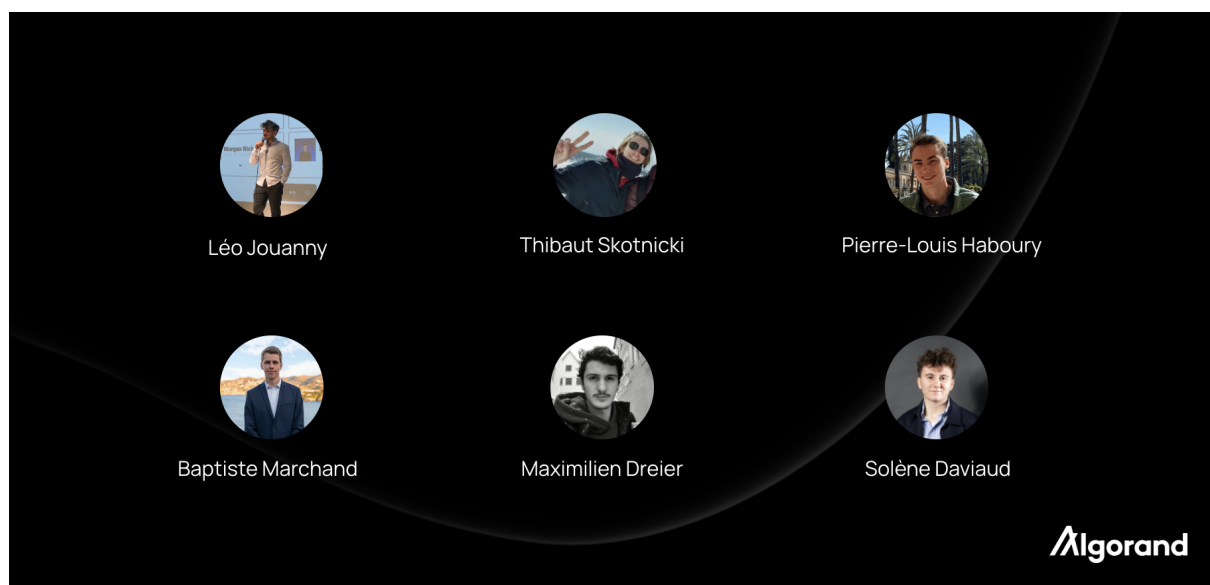 Léo Jouanny
Thibaut Skotnicki
Pierre-Louis Haboury
Baptiste Marchand
Maximilien Dreier
Solène Daviaud
Algorand